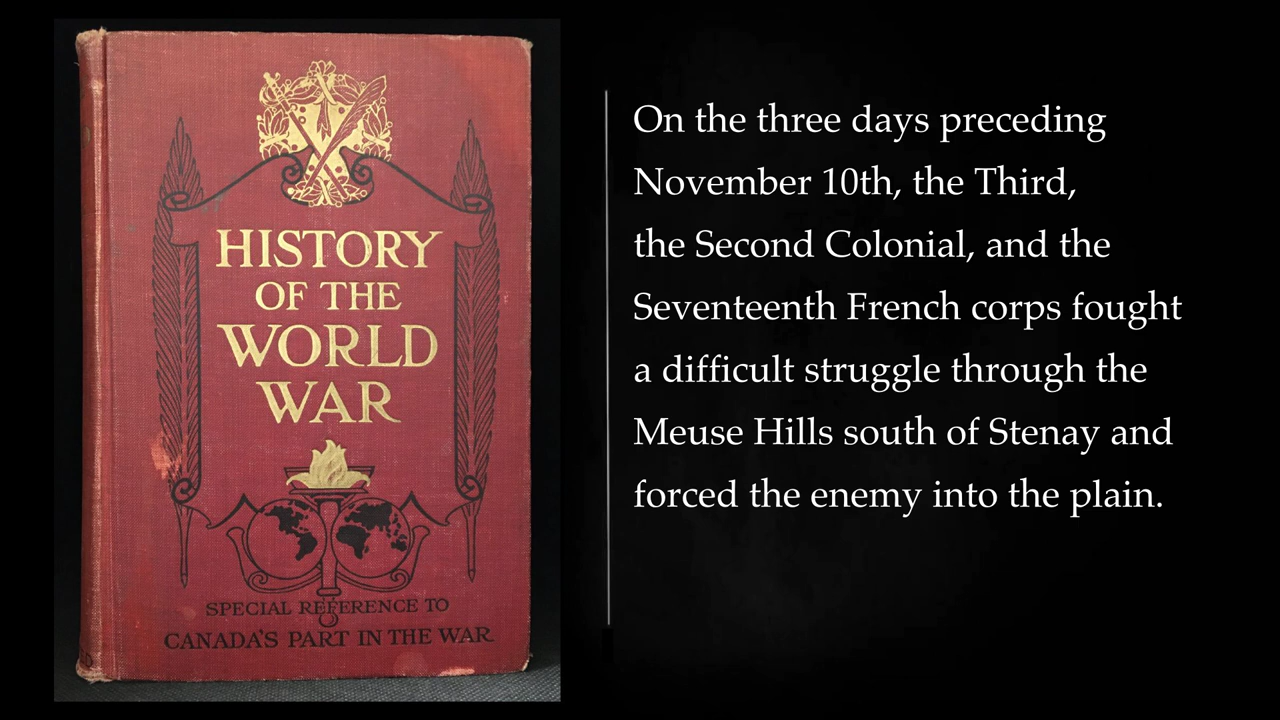 HISTORY
OF THE
WORLD
WAR
SPECIAL REFERENCE TO
CANADA'S PART IN THE WAR
On the three days preceding
November 10th, the Third,
the Second Colonial, and the
Seventeenth French corps fought
a difficult struggle through the
Meuse Hills south of Stenay and
forced the enemy into the plain.